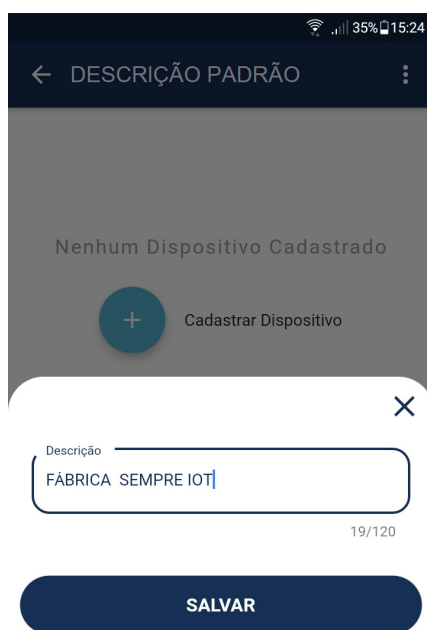 35% 15:24
DESCRIÇÃO PADRÃO
Nenhum Dispositivo Cadastrado
+ Cadastrar Dispositivo
Descrição
FÁBRICA  SEMPRE IOT
19/120
SALVAR